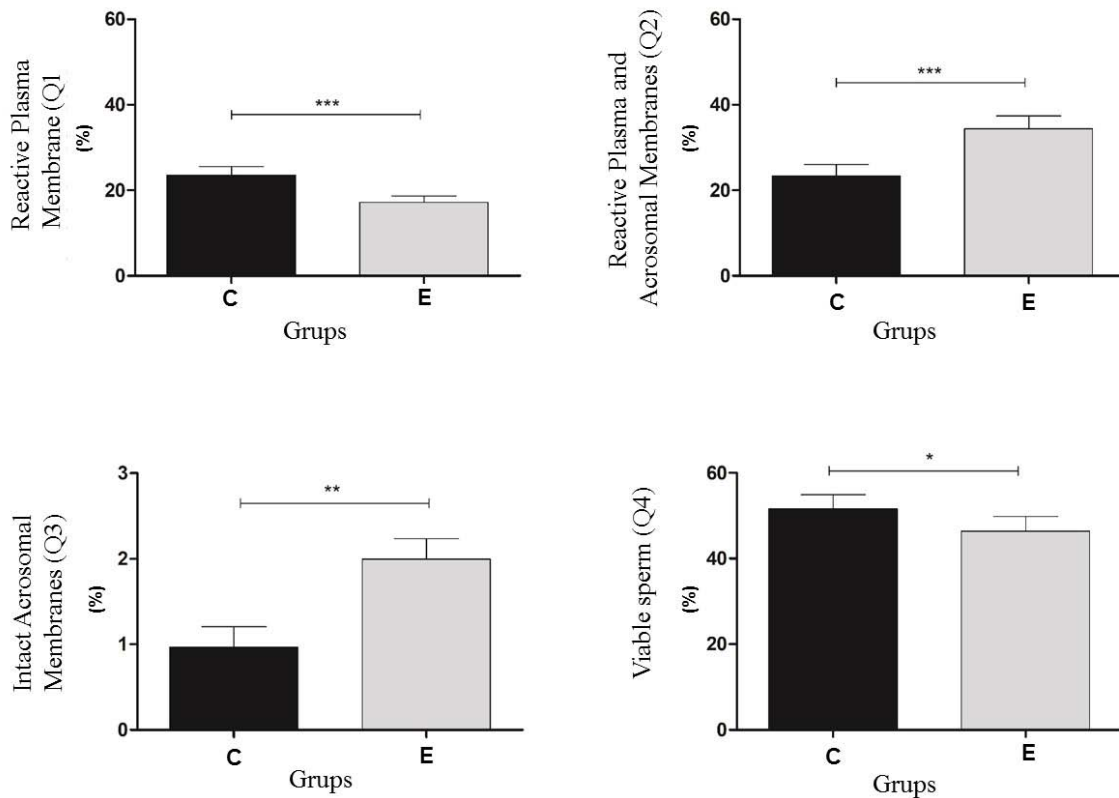 Reactive Plasma
Membrane (Q1
(%)
60
40
20
0
***
C E
Grups
Reactive Plasma and
Acrosomal Membranes (Q2)
(%)
60
40
20
0
***
C E
Grups
Intact Acrosomal
Membranes (Q3)
(%)
3
2
1
0
**
C E
Grups
Viable sperm (Q4)
(%)
60
40
20
0
*
C E
Grups